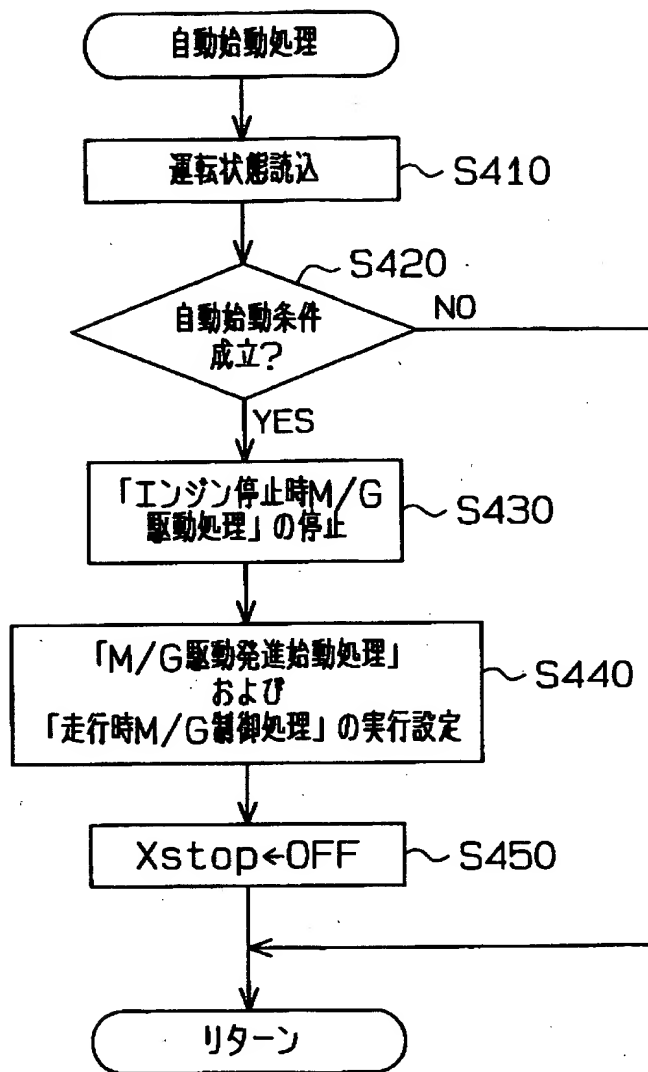 自動始動処理
運転状態読込
S410
S420
自動始動条件
成立?
NO
YES
「エンジン停止時M/G
駆動処理」の停止
S430
「M/G駆動発進始動処理」
および
「走行時M/G制御処理」の実行設定
S440
Xstop←OFF
S450
リターン